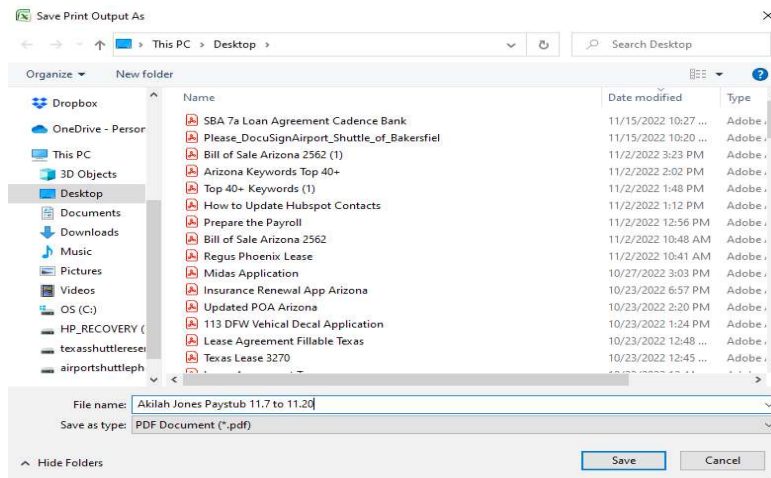 Save Print Output As
This PC > Desktop >
Search Desktop
Organize
New folder
Name
Date modified
Type
Dropbox
OneDrive - Person
This PC
3D Objects
Desktop
Documents
Downloads
Music
Pictures
Videos
OS (C:)
HP_RECOVERY (
texasshuttlereser
airportshuttleph
SBA 7a Loan Agreement Cadence Bank 11/15/2022 10:27 ... Adobe
Please_DocuSignAirport_Shuttle_of_Bakersfiel 11/15/2022 10:20 ... Adobe
Bill of Sale Arizona 2562 (1) 11/2/2022 3:23 PM Adobe
Arizona Keywords Top 40+ 11/2/2022 2:02 PM Adobe
Top 40+ Keywords (1) 11/2/2022 1:48 PM Adobe
How to Update Hubspot Contacts 11/2/2022 1:12 PM Adobe
Prepare the Payroll 11/2/2022 12:56 PM Adobe
Bill of Sale Arizona 2562 11/2/2022 10:48 AM Adobe
Regus Phoenix Lease 11/2/2022 10:41 AM Adobe
Midas Application 10/27/2022 3:03 PM Adobe
Insurance Renewal App Arizona 10/23/2022 6:57 PM Adobe
Updated POA Arizona 10/23/2022 2:20 PM Adobe
113 DFW Vehical Decal Application 10/23/2022 1:24 PM Adobe
Lease Agreement Fillable Texas 10/23/2022 12:48 ... Adobe
Texas Lease 3270 10/23/2022 12:45 ... Adobe
File name: Akilah Jones Paystub 11.7 to 11.20
Save as type: PDF Document (*.pdf)
Hide Folders
Save
Cancel